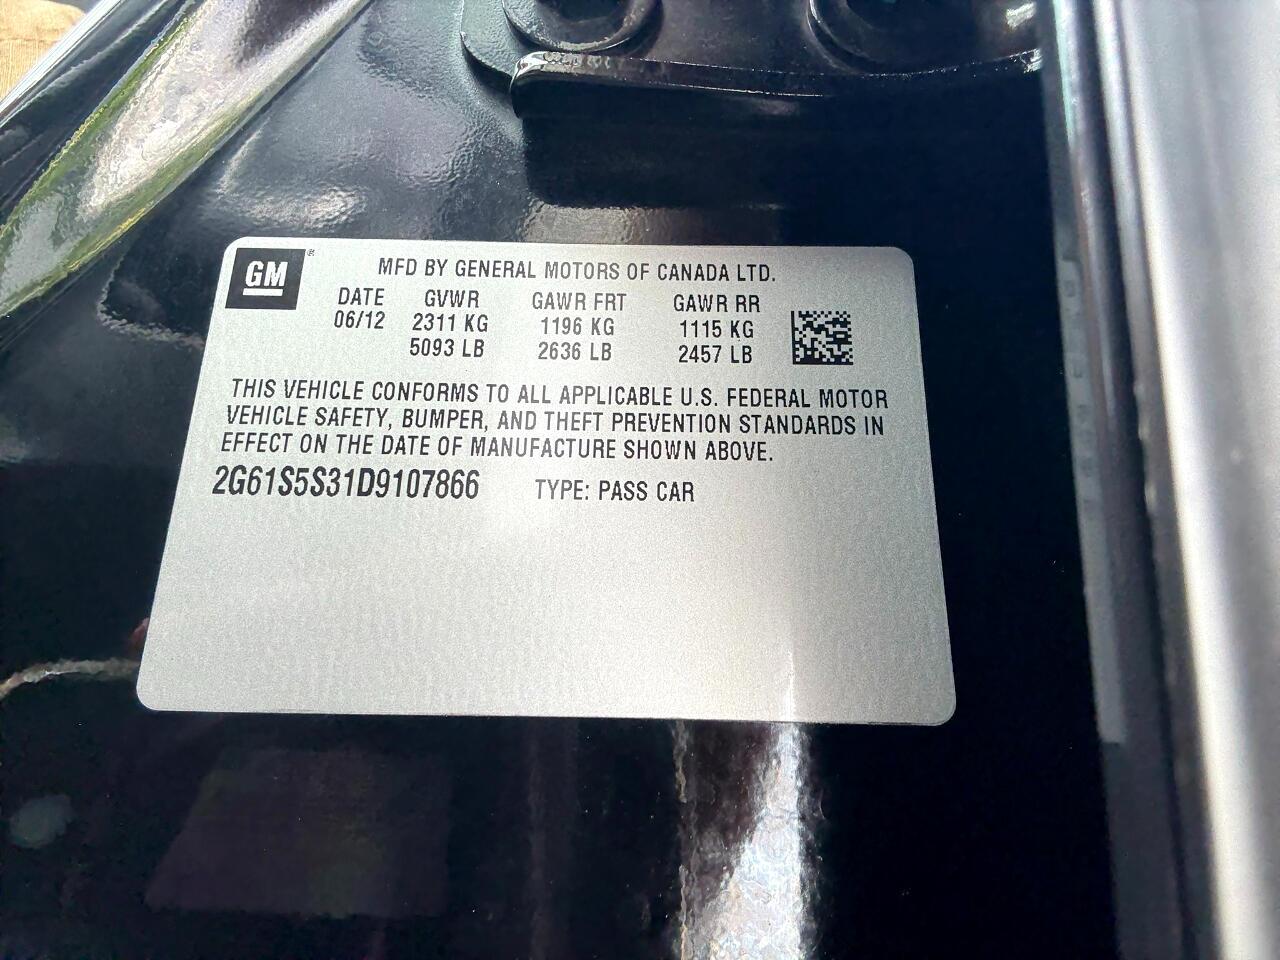 GM ®
MFD BY GENERAL MOTORS OF CANADA LTD.
DATE GVWR GAWR FRT GAWR RR
06/12 2311 KG 1196 KG 1115 KG
5093 LB 2636 LB 2457 LB
THIS VEHICLE CONFORMS TO ALL APPLICABLE U.S. FEDERAL MOTOR
VEHICLE SAFETY, BUMPER, AND THEFT PREVENTION STANDARDS IN
EFFECT ON THE DATE OF MANUFACTURE SHOWN ABOVE.
2G61S5S31D9107866 TYPE: PASS CAR